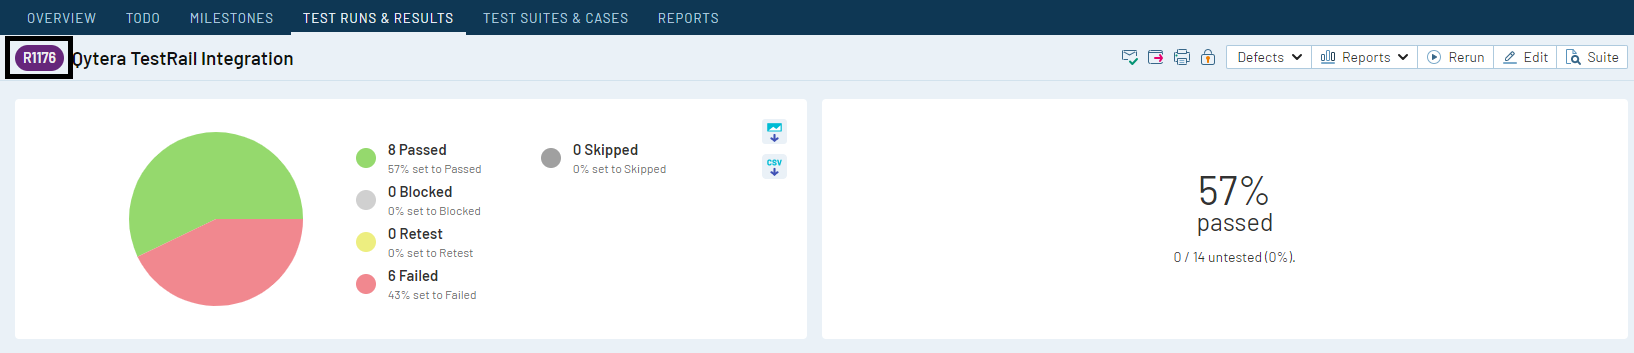 OVERVIEW TODO MILESTONES TEST RUNS & RESULTS TEST SUITES & CASES REPORTS
R1176 Qytera TestRail Integration
Defects Reports Rerun Edit Suite
8 Passed
57% set to Passed
0 Blocked
0% set to Blocked
0 Retest
0% set to Retest
6 Failed
43% set to Failed
0 Skipped
0% set to Skipped
CSV
57%
passed
0 / 14 untested (0%).